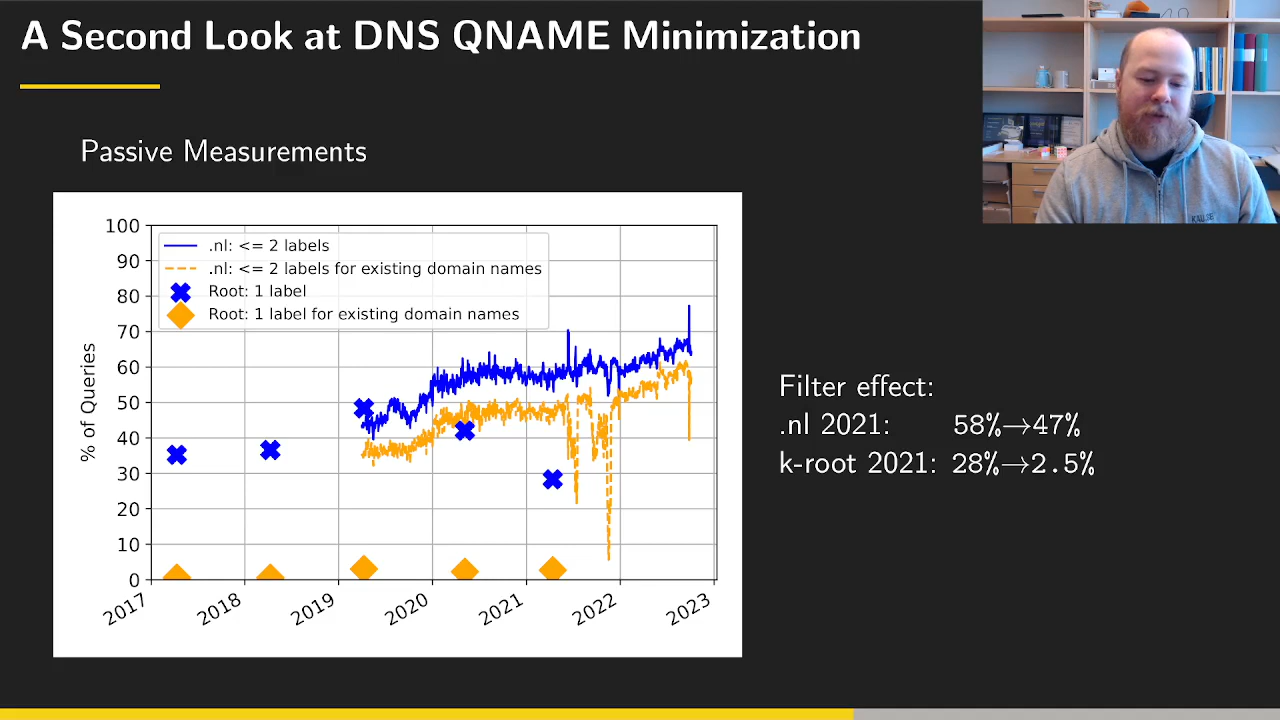 A Second Look at DNS QNAME Minimization
Passive Measurements
% of Queries
100
90
80
70
60
50
40
30
20
10
0
.nl: <= 2 labels
.nl: <= 2 labels for existing domain names
Root: 1 label
Root: 1 label for existing domain names
2017
2018
2019
2020
2021
2022
2023
Filter effect:
.nl 2021: 58%→47%
k-root 2021: 28%→2.5%